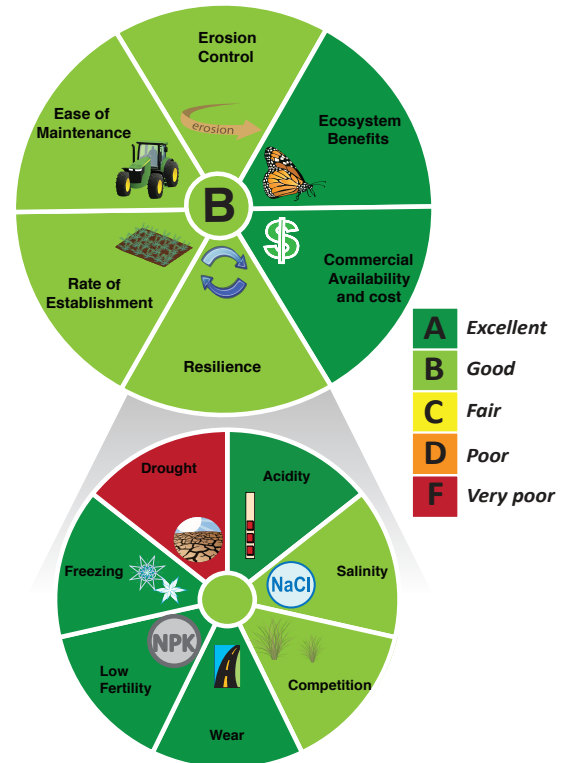 Erosion
Control
Ease of
Maintenance
erosion
Ecosystem
Benefits
B
$
Rate of
Establishment
Commercial
Availability
and cost
Resilience
A Excellent
B Good
C Fair
D Poor
F Very poor
Drought
Acidity
Freezing
Salinity
NaCl
NPK
Low
Fertility
Competition
Wear